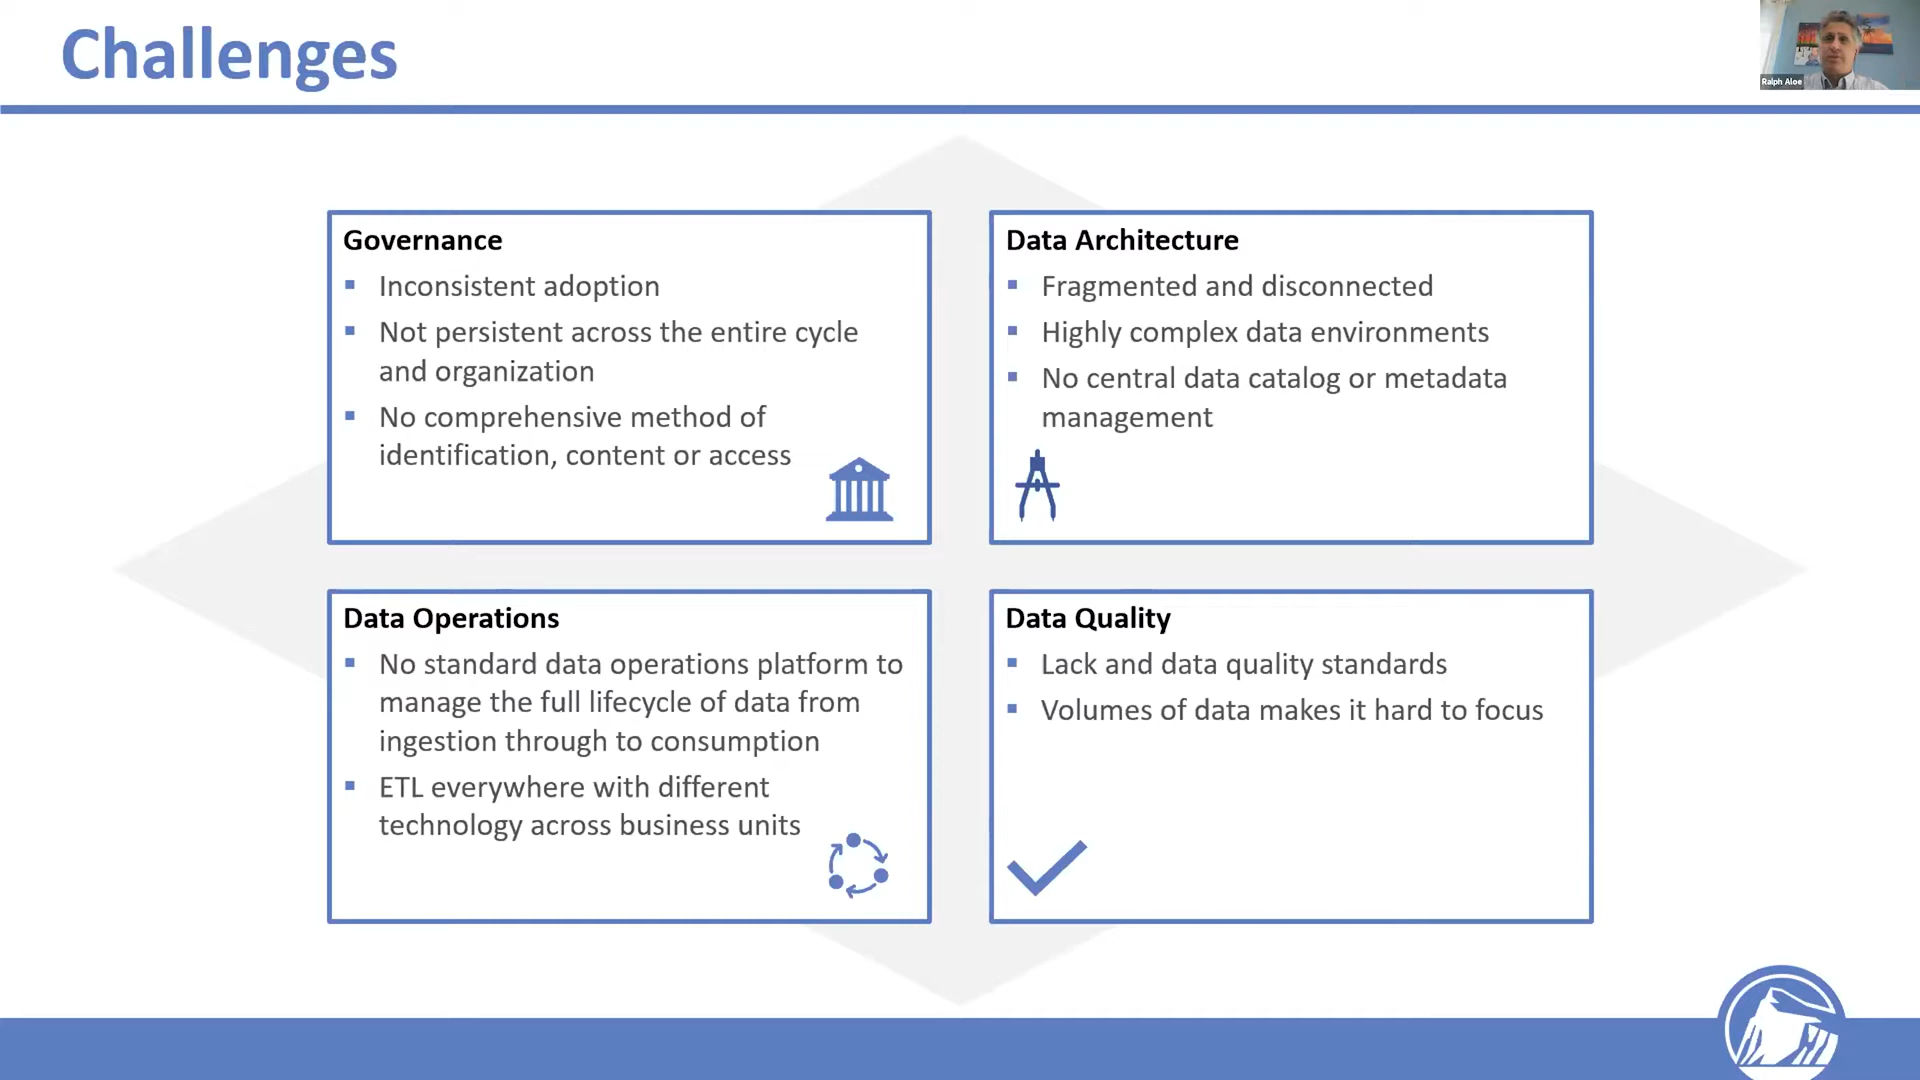 Challenges
Ralph Aloe
Governance
Inconsistent adoption
Not persistent across the entire cycle
and organization
No comprehensive method of
identification, content or access
Data Architecture
Fragmented and disconnected
Highly complex data environments
No central data catalog or metadata
management
Data Operations
No standard data operations platform to
manage the full lifecycle of data from
ingestion through to consumption
ETL everywhere with different
technology across business units
Data Quality
Lack and data quality standards
Volumes of data makes it hard to focus